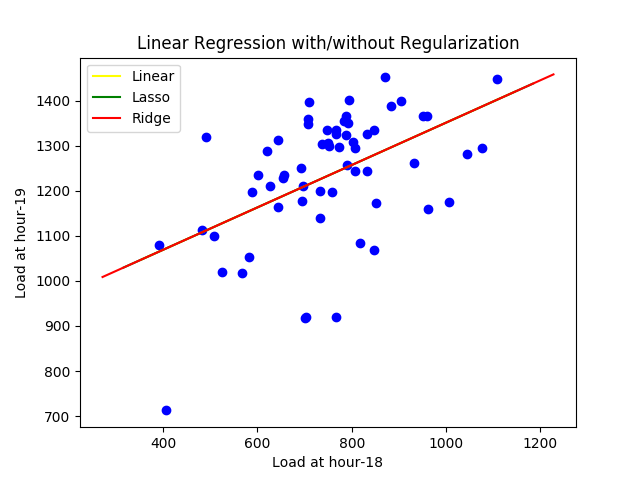 Linear Regression with/without Regularization
Linear
Lasso
Ridge
1400
1300
1200
1100
1000
900
800
700
Load at hour-19
400 600 800 1000 1200
Load at hour-18